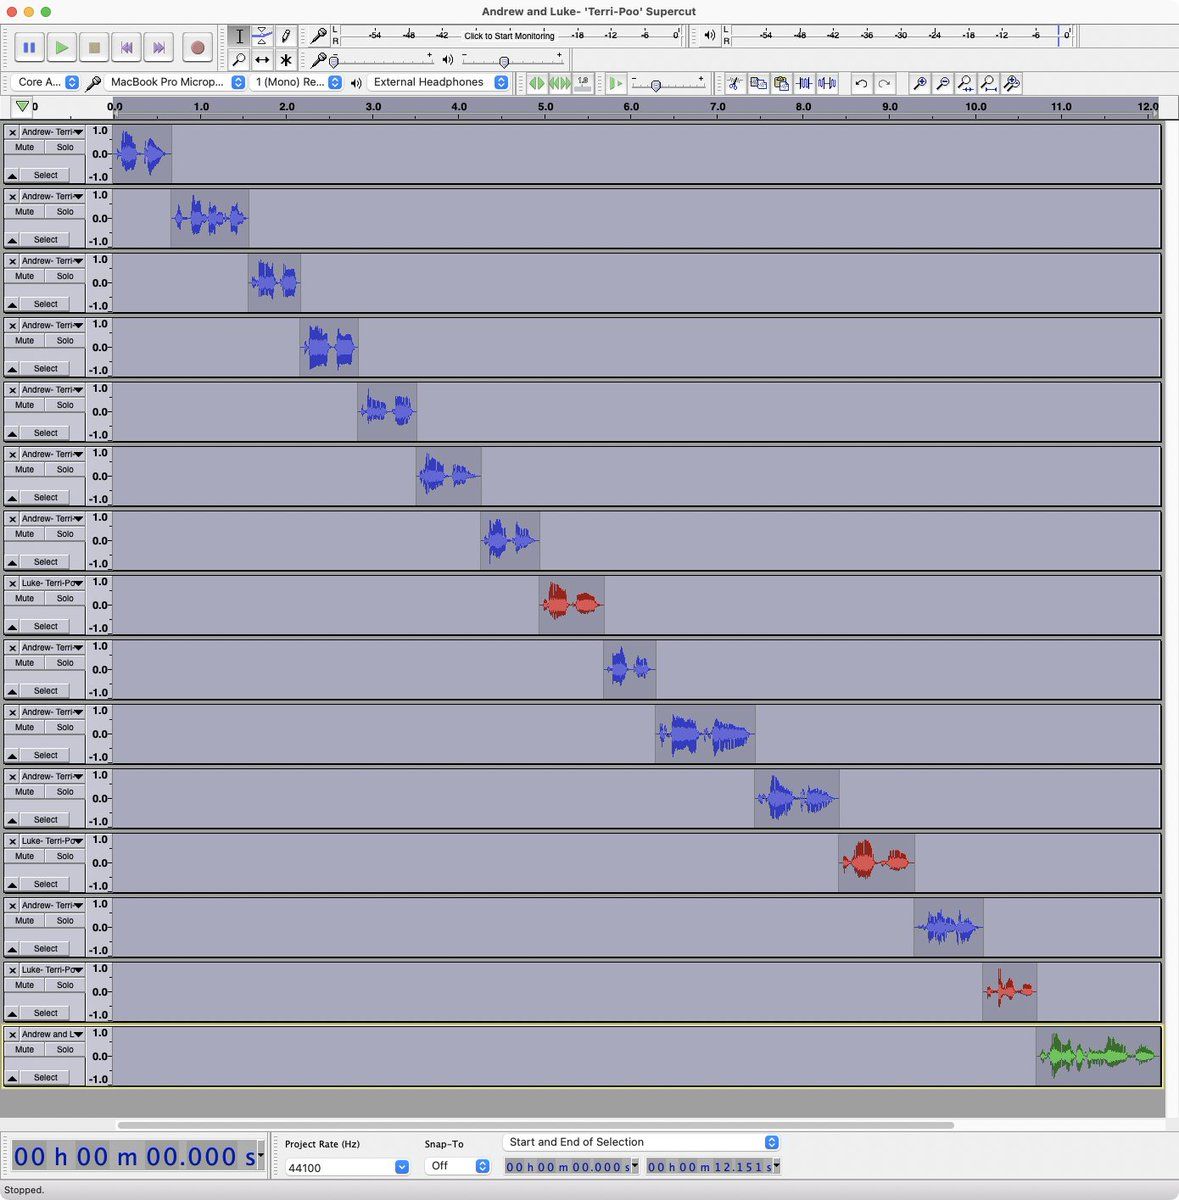 Andrew and Luke- 'Terri-Poo' Supercut
L R -54 -48 -42 Click to Start Monitoring -18 -12 -6 0
L R -54 -48 -42 -36 -30 -24 -18 -12 -6 0
- +
- +
Core A... MacBook Pro Microp... 1 (Mono) Re... External Headphones 1.0 - +
0 0.0 1.0 2.0 3.0 4.0 5.0 6.0 7.0 8.0 9.0 10.0 11.0 12.0
Andrew- Terri- 1.0
Mute Solo 0.0
Select -1.0
Andrew- Terri- 1.0
Mute Solo 0.0
Select -1.0
Andrew- Terri- 1.0
Mute Solo 0.0
Select -1.0
Andrew- Terri- 1.0
Mute Solo 0.0
Select -1.0
Andrew- Terri- 1.0
Mute Solo 0.0
Select -1.0
Andrew- Terri- 1.0
Mute Solo 0.0
Select -1.0
Andrew- Terri- 1.0
Mute Solo 0.0
Select -1.0
Luke- Terri-Po 1.0
Mute Solo 0.0
Select -1.0
Andrew- Terri- 1.0
Mute Solo 0.0
Select -1.0
Andrew- Terri- 1.0
Mute Solo 0.0
Select -1.0
Andrew- Terri- 1.0
Mute Solo 0.0
Select -1.0
Luke- Terri-Po 1.0
Mute Solo 0.0
Select -1.0
Andrew- Terri- 1.0
Mute Solo 0.0
Select -1.0
Luke- Terri-Po 1.0
Mute Solo 0.0
Select -1.0
Andrew and L 1.0
Mute Solo 0.0
Select -1.0
Project Rate (Hz) Snap-To Start and End of Selection
00 h 00 m 00.000 s
44100 Off 00 h 00 m 00.000 s 00 h 00 m 12.151 s
Stopped.